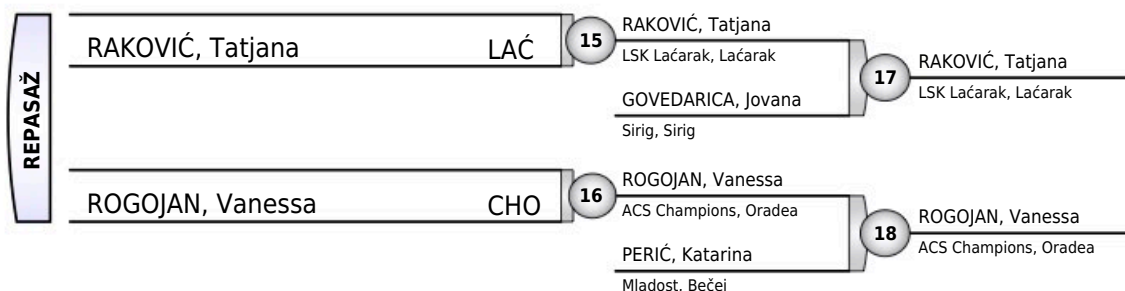 REPASAŽ
RAKOVIĆ, Tatjana LAĆ
15
RAKOVIĆ, Tatjana
LSK Laćarak, Laćarak
GOVEDARICA, Jovana
Sirig, Sirig
17
RAKOVIĆ, Tatjana
LSK Laćarak, Laćarak
ROGOJAN, Vanessa CHO
16
ROGOJAN, Vanessa
ACS Champions, Oradea
PERIĆ, Katarina
Mladost, Bečej
18
ROGOJAN, Vanessa
ACS Champions, Oradea